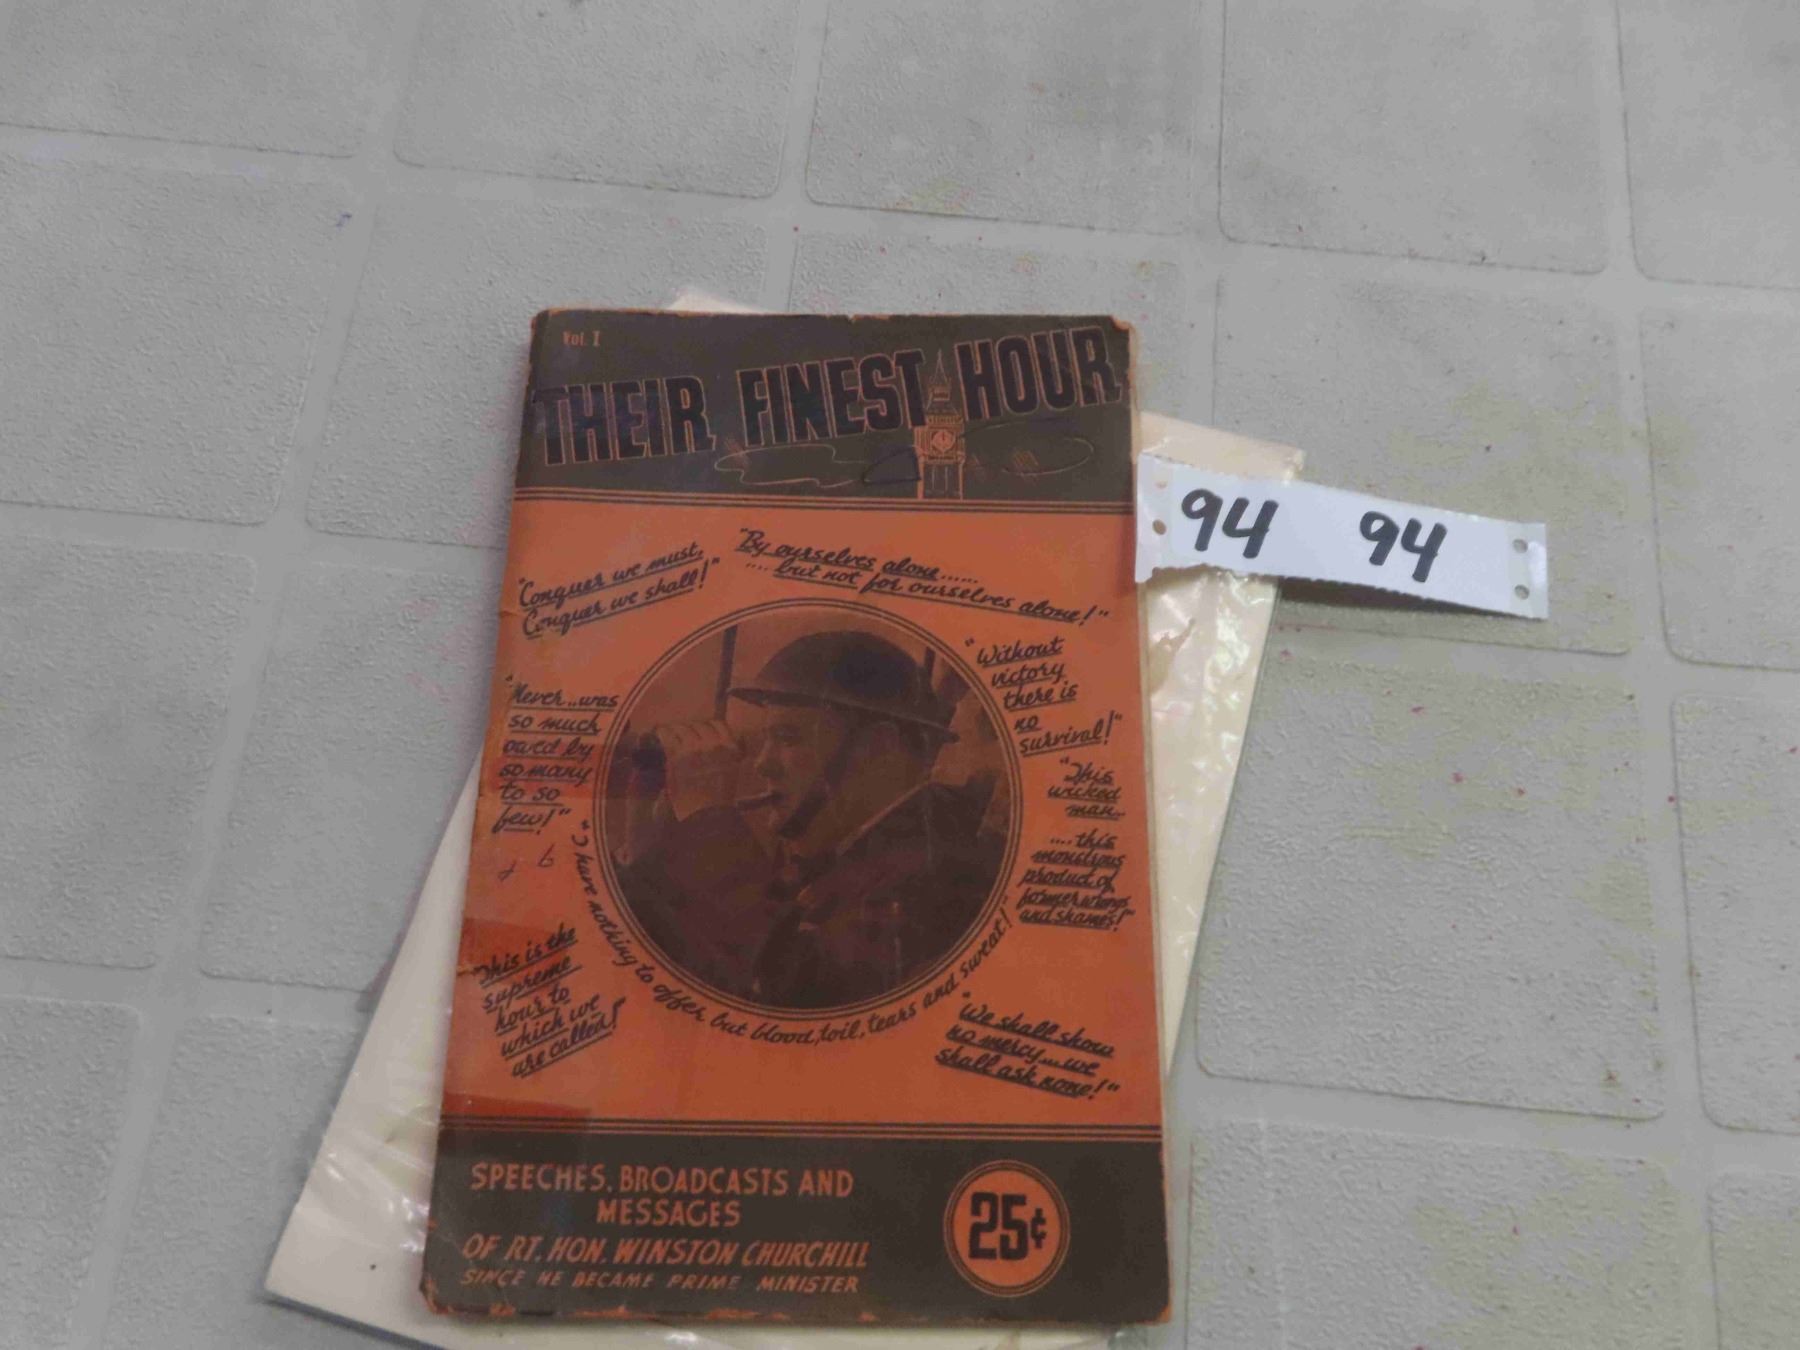 Vol. I
THEIR FINEST HOUR
"Conquer we must,
Conquer we shall!"
"By ourselves alone......
.... but not for ourselves alone!"
"Without
victory
there is
no
survival!"
"Never..was
so much
owed by
so many
to so
few!"
"This
wicked
man...
.... this
monstrous
product of
former wrongs
and shames!"
"I have nothing to offer but blood, toil, tears and sweat!"
"This is the
supreme
hour to
which we
are called!"
"We shall show
no mercy....we
shall ask none!"
SPEECHES, BROADCASTS AND
MESSAGES
OF RT. HON. WINSTON CHURCHILL
SINCE HE BECAME PRIME MINISTER
25¢
94 94